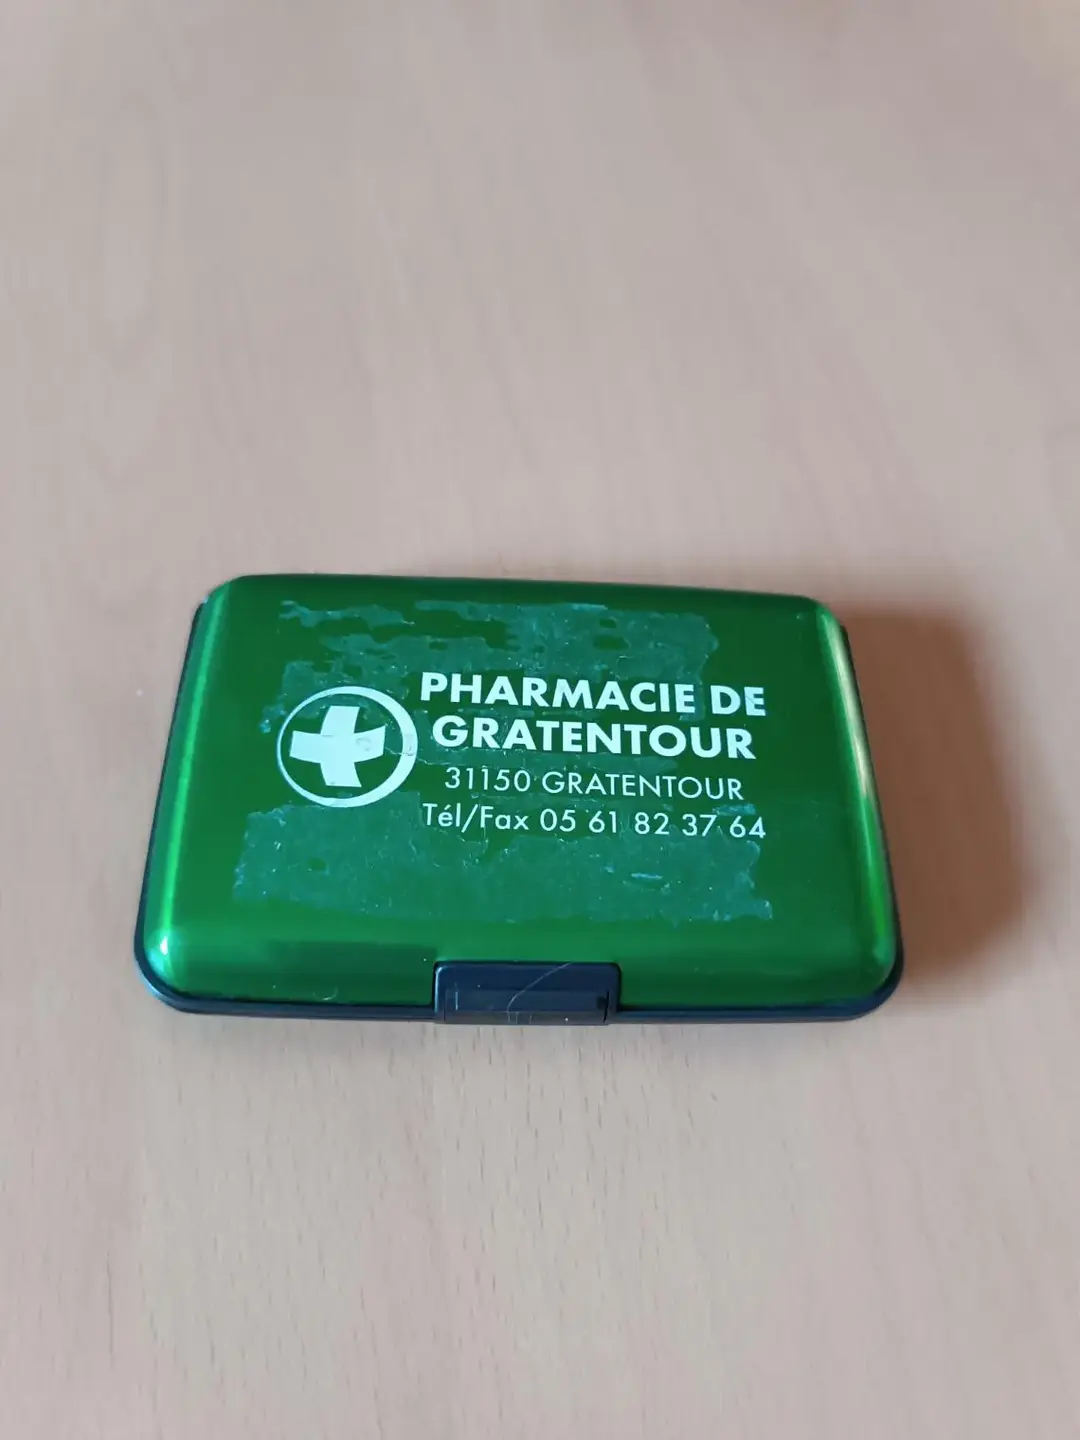 PHARMACIE DE
GRATENTOUR
31150 GRATENTOUR
Tél/Fax 05 61 82 37 64